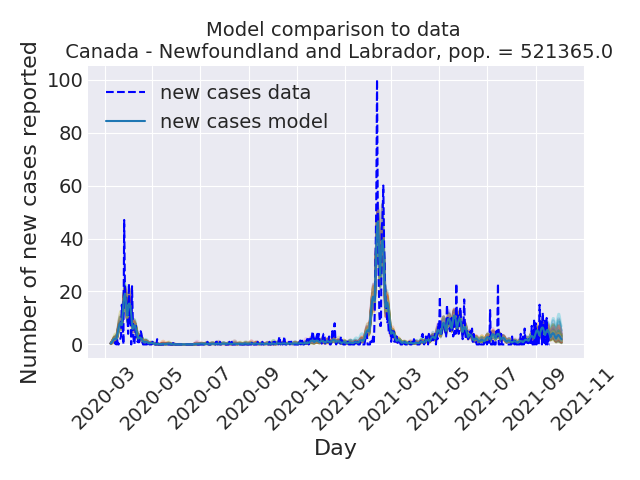 Model comparison to data
Canada - Newfoundland and Labrador, pop. = 521365.0
Number of new cases reported
100
80
60
40
20
0
new cases data
new cases model
2020-03
2020-05
2020-07
2020-09
2020-11
2021-01
2021-03
2021-05
2021-07
2021-09
2021-11
Day